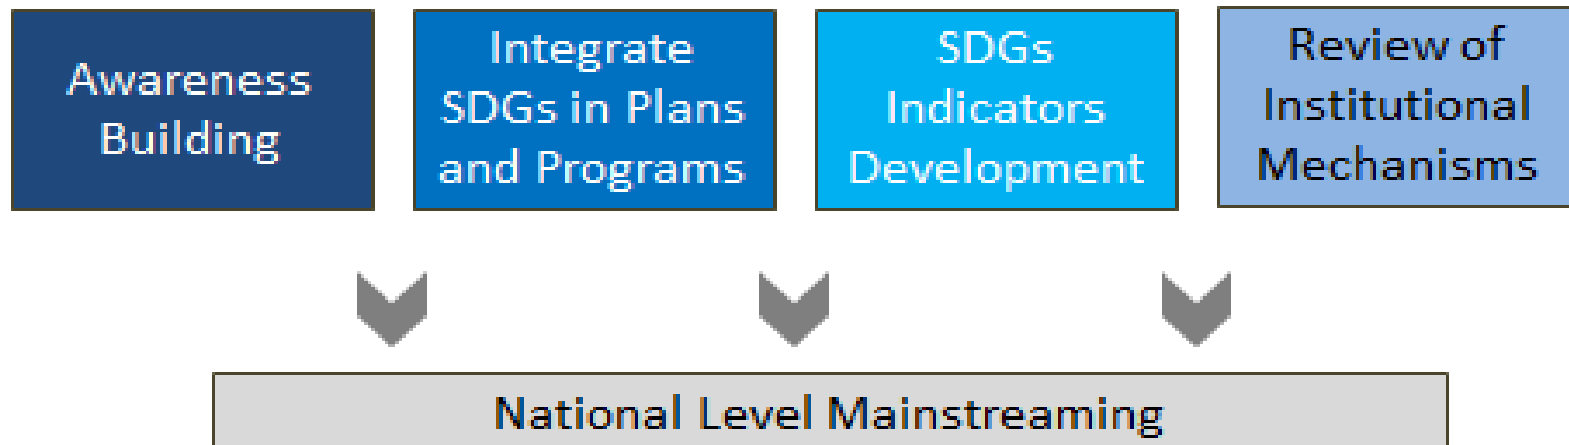 Awareness
Building
Integrate
SDGs in Plans
and Programs
SDGs
Indicators
Development
Review of
Institutional
Mechanisms
National Level Mainstreaming